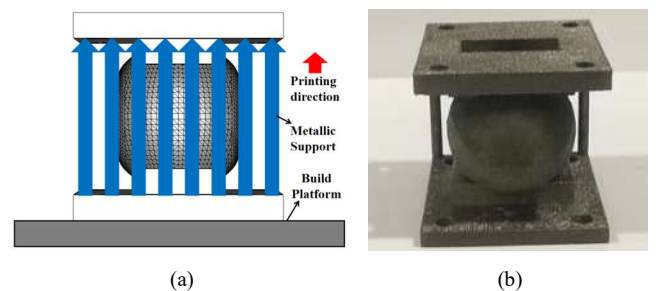 Printing
direction
Metallic
Support
Build
Platform
(a)
(b)